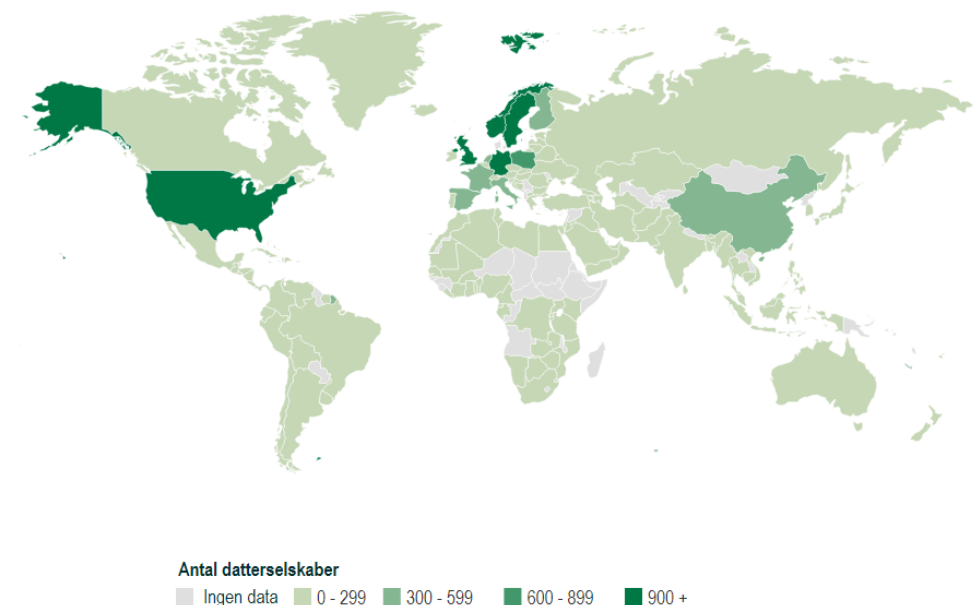 Antal datterselskaber
Ingen data 0 - 299 300 - 599 600 - 899 900 +